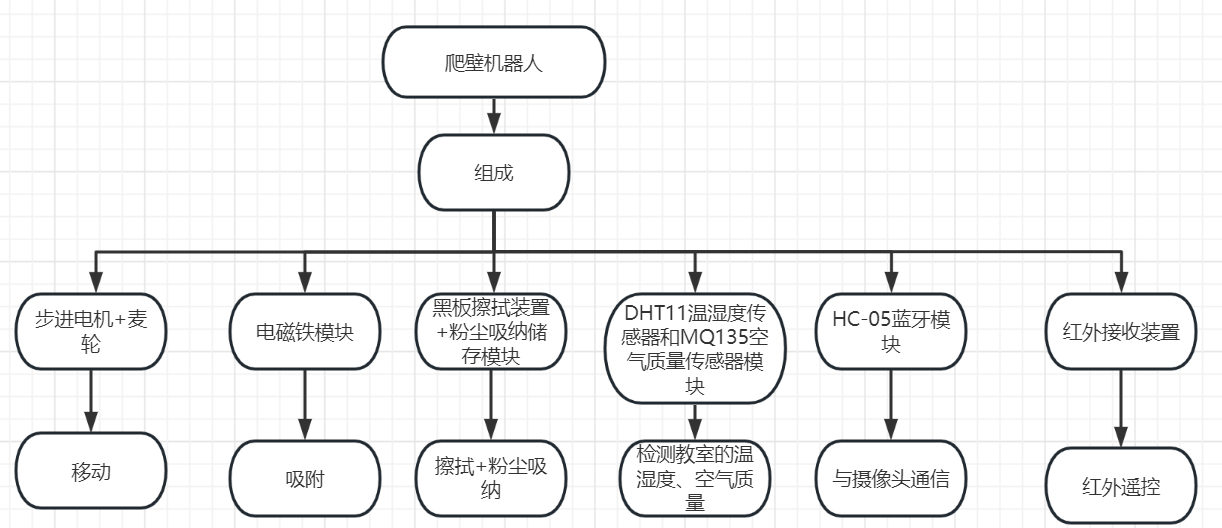 爬壁机器人
组成
步进电机+麦
轮
电磁铁模块
黑板擦拭装置
+粉尘吸纳储
存模块
DHT11温湿度传
感器和MQ135空
气质量传感器模
块
HC-05蓝牙模
块
红外接收装置
移动
吸附
擦拭+粉尘吸
纳
检测教室的温
湿度、空气质
量
与摄像头通信
红外遥控